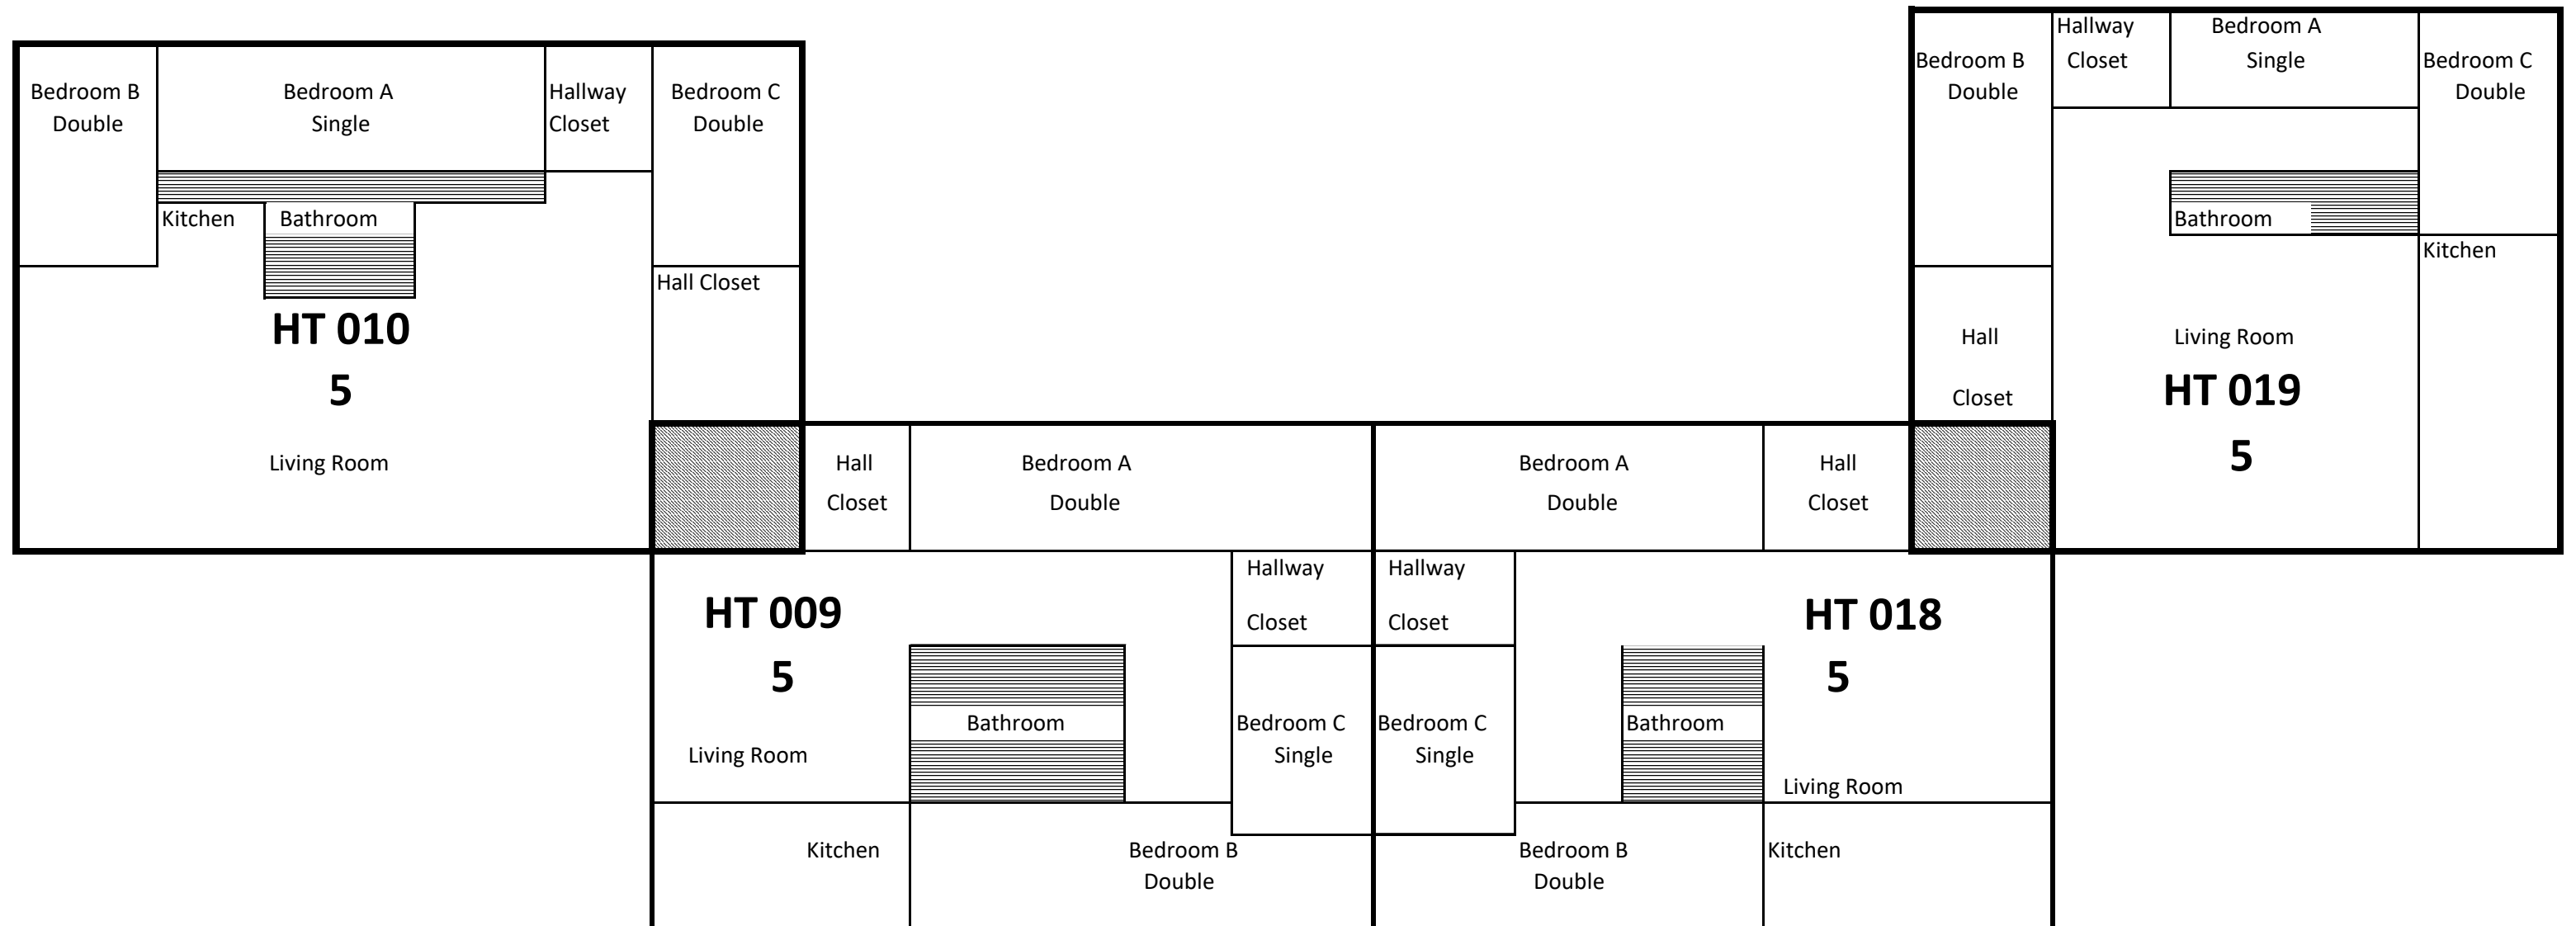 Bedroom B
Double
Bedroom A
Single
Hallway
Closet
Bedroom C
Double
Kitchen
Bathroom
Hall Closet
HT 010
5
Living Room
Bedroom B
Double
Hallway
Closet
Bedroom A
Single
Bedroom C
Double
Bathroom
Kitchen
Hall
Closet
Living Room
HT 019
5
Hall
Closet
Bedroom A
Double
Hallway
Closet
HT 009
5
Bathroom
Bedroom C
Single
Living Room
Kitchen
Bedroom B
Double
Bedroom A
Double
Hall
Closet
Hallway
Closet
HT 018
5
Bedroom C
Single
Bathroom
Living Room
Bedroom B
Double
Kitchen